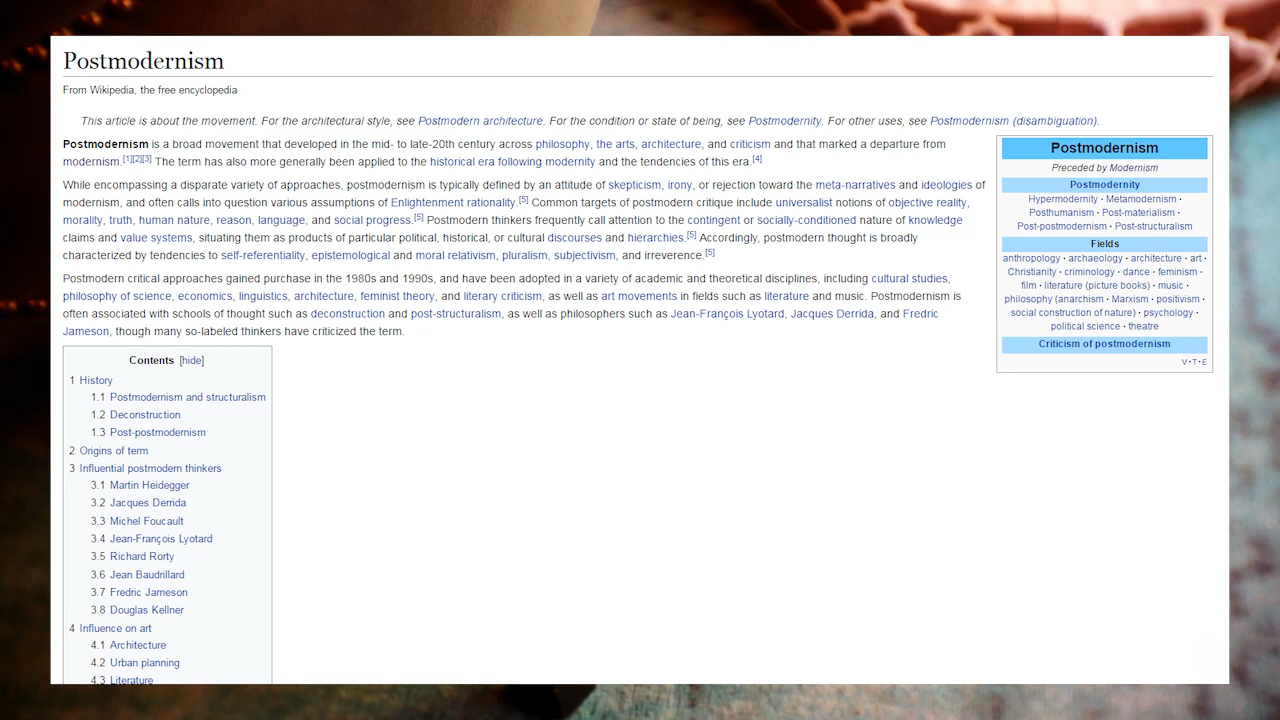 Postmodernism
From Wikipedia, the free encyclopedia
This article is about the movement. For the architectural style, see Postmodern architecture. For the condition or state of being, see Postmodernity. For other uses, see Postmodernism (disambiguation).
Postmodernism is a broad movement that developed in the mid- to late-20th century across philosophy, the arts, architecture, and criticism and that marked a departure from
modernism.[1][2][3] The term has also more generally been applied to the historical era following modernity and the tendencies of this era.[4]
While encompassing a disparate variety of approaches, postmodernism is typically defined by an attitude of skepticism, irony, or rejection toward the meta-narratives and ideologies of
modernism, and often calls into question various assumptions of Enlightenment rationality.[5] Common targets of postmodern critique include universalist notions of objective reality,
morality, truth, human nature, reason, language, and social progress.[5] Postmodern thinkers frequently call attention to the contingent or socially-conditioned nature of knowledge
claims and value systems, situating them as products of particular political, historical, or cultural discourses and hierarchies.[5] Accordingly, postmodern thought is broadly
characterized by tendencies to self-referentiality, epistemological and moral relativism, pluralism, subjectivism, and irreverence.[5]
Postmodern critical approaches gained purchase in the 1980s and 1990s, and have been adopted in a variety of academic and theoretical disciplines, including cultural studies,
philosophy of science, economics, linguistics, architecture, feminist theory, and literary criticism, as well as art movements in fields such as literature and music. Postmodernism is
often associated with schools of thought such as deconstruction and post-structuralism, as well as philosophers such as Jean-François Lyotard, Jacques Derrida, and Fredric
Jameson, though many so-labeled thinkers have criticized the term.
Postmodernism
Preceded by Modernism
Postmodernity
Hypermodernity · Metamodernism ·
Posthumanism · Post-materialism ·
Post-postmodernism · Post-structuralism
Fields
anthropology · archaeology · architecture · art ·
Christianity · criminology · dance · feminism ·
film · literature (picture books) · music ·
philosophy (anarchism · Marxism · positivism ·
social construction of nature) · psychology ·
political science · theatre
Criticism of postmodernism
V · T · E
Contents [hide]
1 History
1.1 Postmodernism and structuralism
1.2 Deconstruction
1.3 Post-postmodernism
2 Origins of term
3 Influential postmodern thinkers
3.1 Martin Heidegger
3.2 Jacques Derrida
3.3 Michel Foucault
3.4 Jean-François Lyotard
3.5 Richard Rorty
3.6 Jean Baudrillard
3.7 Fredric Jameson
3.8 Douglas Kellner
4 Influence on art
4.1 Architecture
4.2 Urban planning
4.3 Literature